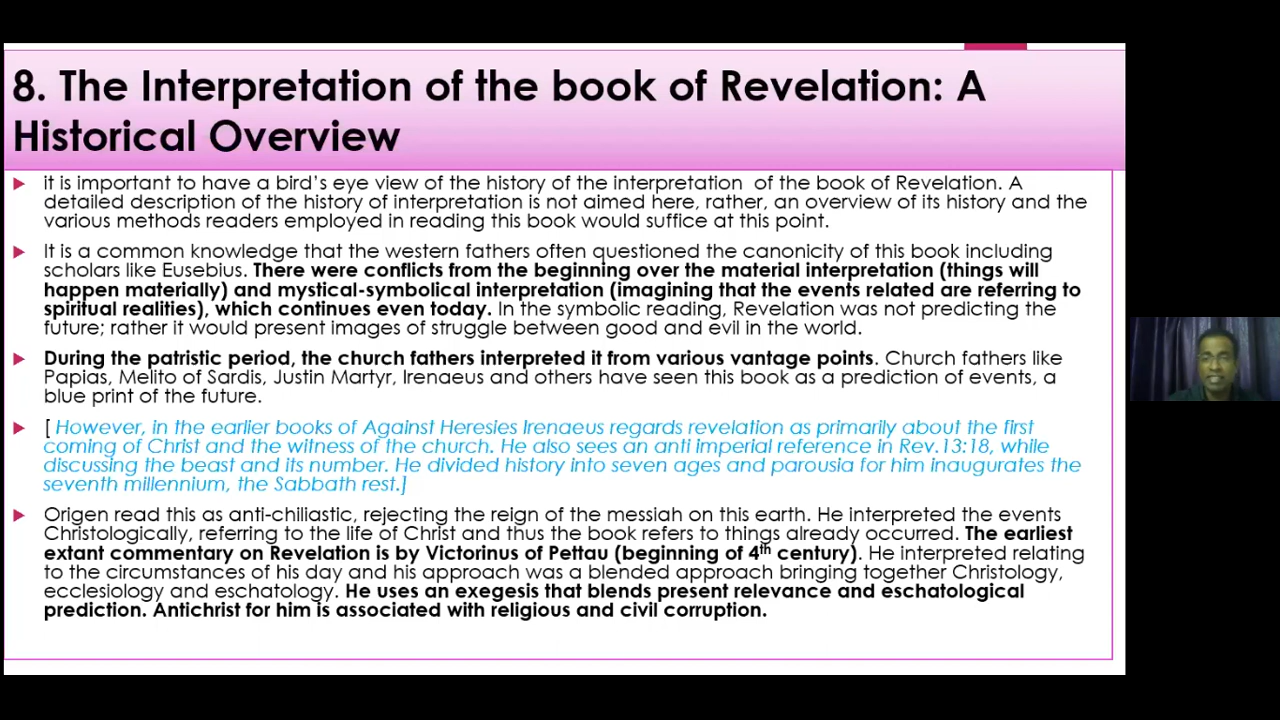 8. The Interpretation of the book of Revelation: A
Historical Overview
it is important to have a bird's eye view of the history of the interpretation of the book of Revelation. A
detailed description of the history of interpretation is not aimed here, rather, an overview of its history and the
various methods readers employed in reading this book would suffice at this point.
It is a common knowledge that the western fathers often questioned the canonicity of this book including
scholars like Eusebius. There were conflicts from the beginning over the material interpretation (things will
happen materially) and mystical-symbolical interpretation (imagining that the events related are referring to
spiritual realities), which continues even today. In the symbolic reading, Revelation was not predicting the
future; rather it would present images of struggle between good and evil in the world.
During the patristic period, the church fathers interpreted it from various vantage points. Church fathers like
Papias, Melito of Sardis, Justin Martyr, Irenaeus and others have seen this book as a prediction of events, a
blue print of the future.
[ However, in the earlier books of Against Heresies Irenaeus regards revelation as primarily about the first
coming of Christ and the witness of the church. He also sees an anti imperial reference in Rev.13:18, while
discussing the beast and its number. He divided history into seven ages and parousia for him inaugurates the
seventh millennium, the Sabbath rest.]
Origen read this as anti-chiliastic, rejecting the reign of the messiah on this earth. He interpreted the events
Christologically, referring to the life of Christ and thus the book refers to things already occurred. The earliest
extant commentary on Revelation is by Victorinus of Pettau (beginning of 4th century). He interpreted relating
to the circumstances of his day and his approach was a blended approach bringing together Christology,
ecclesiology and eschatology. He uses an exegesis that blends present relevance and eschatological
prediction. Antichrist for him is associated with religious and civil corruption.